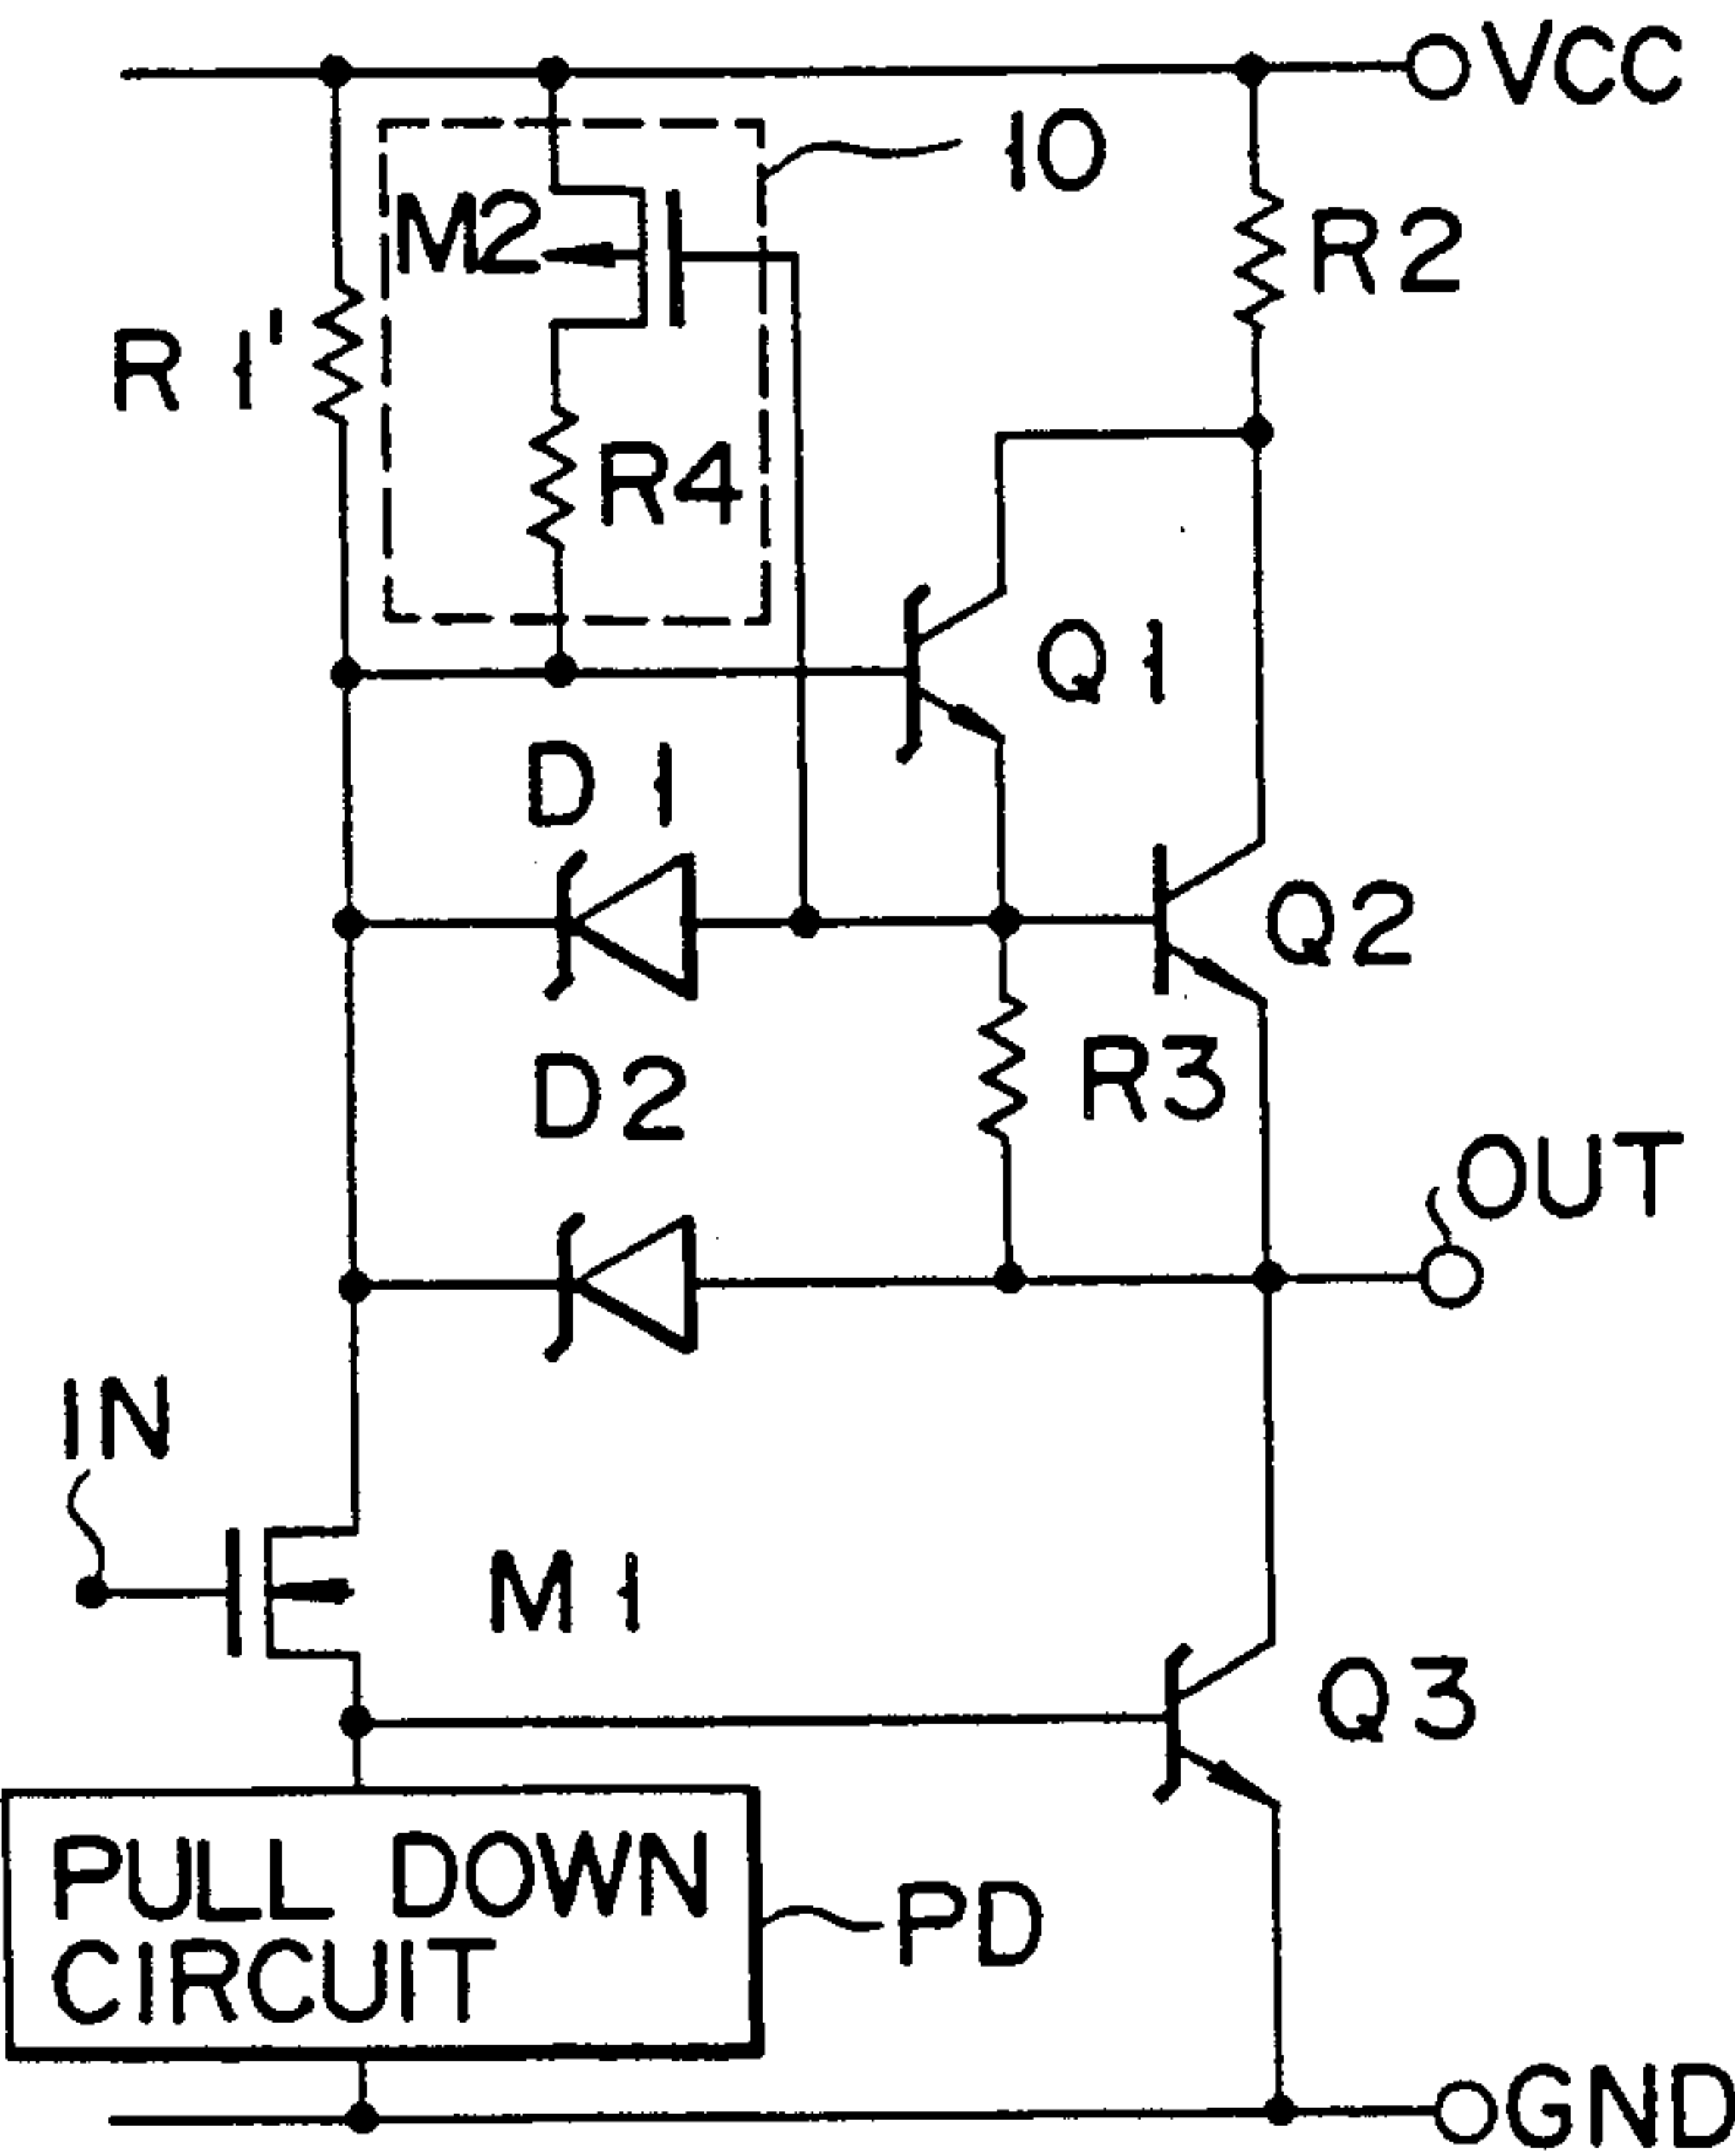 VCC
10
M2
R2
R1'
R4
Q1
D1
Q2
D2
R3
OUT
IN
M1
Q3
PULL DOWN
CIRCUIT
PD
GND